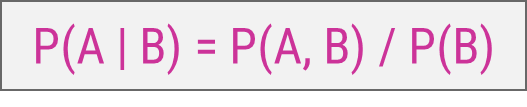 P(A | B) = P(A, B) / P(B)